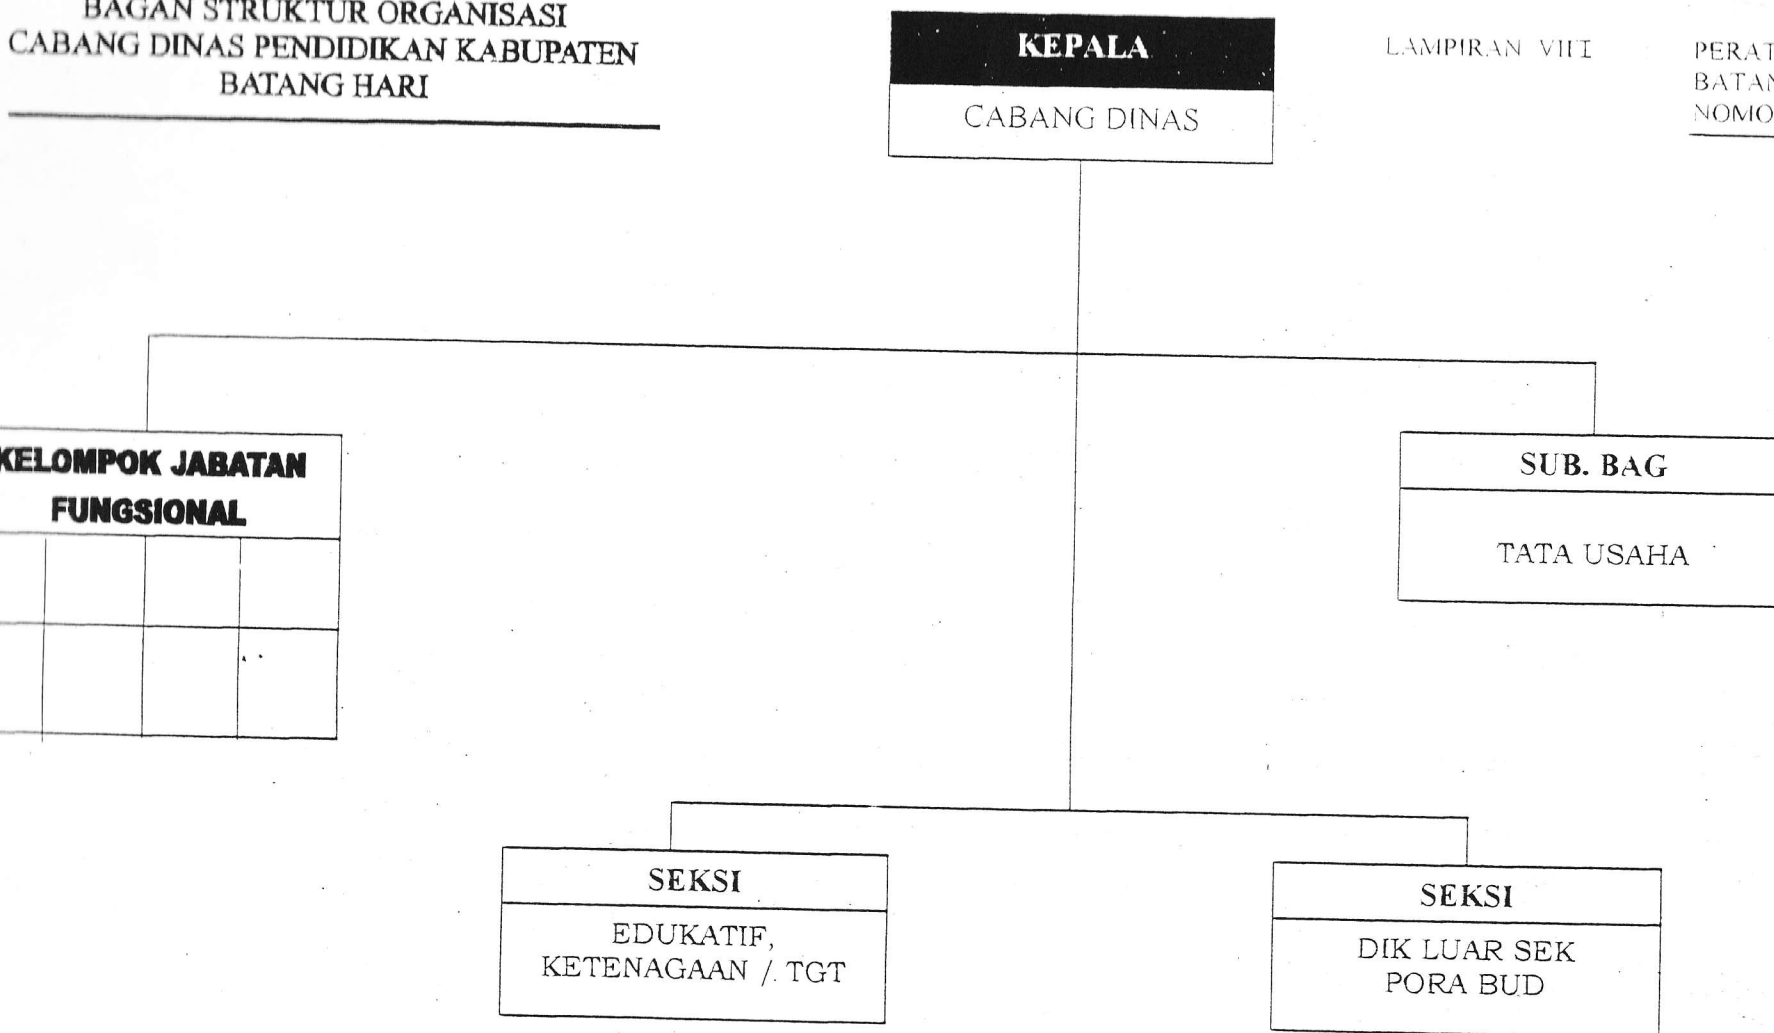 BAGAN STRUKTUR ORGANISASI
CABANG DINAS PENDIDIKAN KABUPATEN
BATANG HARI
KEPALA
CABANG DINAS
LAMPIRAN VIII
KELOMPOK JABATAN
FUNGSIONAL
SUB. BAG
TATA USAHA
SEKSI
EDUKATIF,
KETENAGAAN / TGT
SEKSI
DIK LUAR SEK
PORA BUD